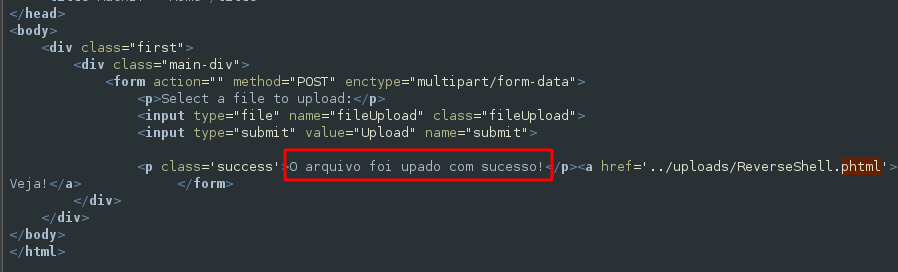 </head>
<body>
<div class="first">
<div class="main-div">
<form action="" method="POST" enctype="multipart/form-data">
<p>Select a file to upload:</p>
<input type="file" name="fileUpload" class="fileUpload">
<input type="submit" value="Upload" name="submit">
<p class='success'>O arquivo foi upado com sucesso!</p><a href='../uploads/ReverseShell.phtml'>
Veja!</a> </form>
</div>
</div>
</body>
</html>